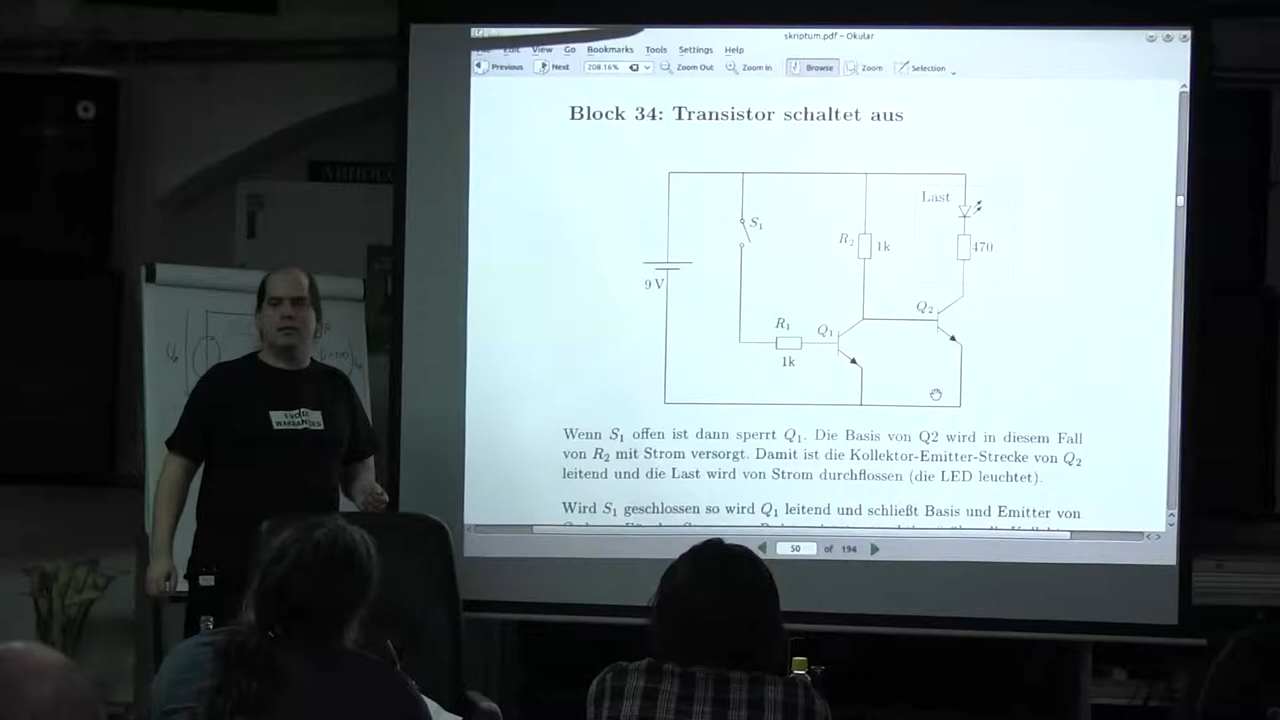 skriptum.pdf – Okular
Edit View Go Bookmarks Tools Settings Help
Previous Next 208.16% Zoom Out Zoom In Browse Zoom Selection
Block 34: Transistor schaltet aus
Last
S1
R2 1k
470
9 V
R1
1k
Q1
Q2
Wenn S1 offen ist dann sperrt Q1. Die Basis von Q2 wird in diesem Fall
von R2 mit Strom versorgt. Damit ist die Kollektor-Emitter-Strecke von Q2
leitend und die Last wird von Strom durchflossen (die LED leuchtet).
Wird S1 geschlossen so wird Q1 leitend und schließt Basis und Emitter von
50 of 194